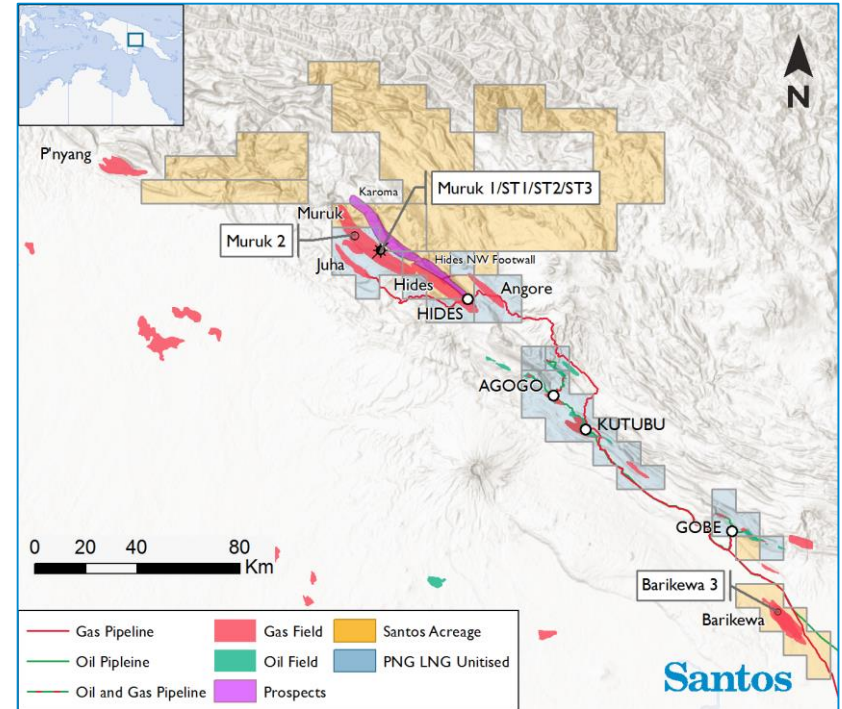 N
P'nyang
Karoma
Muruk 1/ST1/ST2/ST3
Muruk
Muruk 2
Juha
Hides NW Footwall
Hides
Angore
HIDES
AGOGO
KUTUBU
GOBE
0 20 40 80
Km
Barikewa 3
Barikewa
Gas Pipeline
Gas Field
Santos Acreage
Oil Pipleine
Oil Field
PNG LNG Unitised
Oil and Gas Pipeline
Prospects
Santos